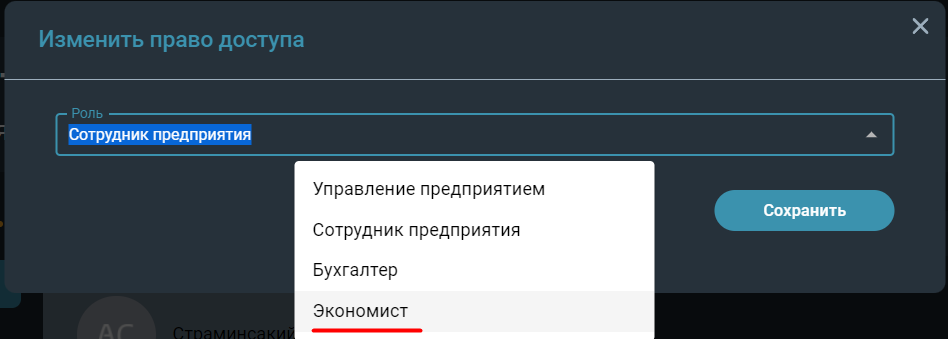 Изменить право доступа
Роль
Сотрудник предприятия
Управление предприятием
Сотрудник предприятия
Бухгалтер
Экономист
Сохранить
АС
Страминсакий